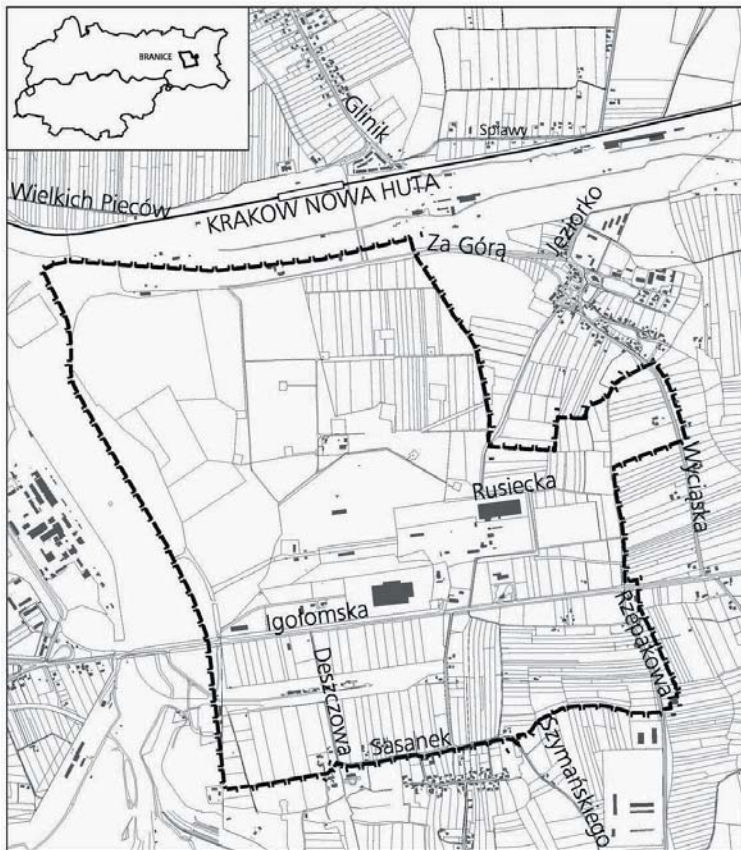 BRANICE
Glinik
Spławy
Wielkich Pieców
KRAKÓW NOWA HUTA
Za Górą
Jeziorko
Wyciąska
Rusiecka
Igołomska
Rzepakowa
Deszczowa
Sasanek
Szymańskiego